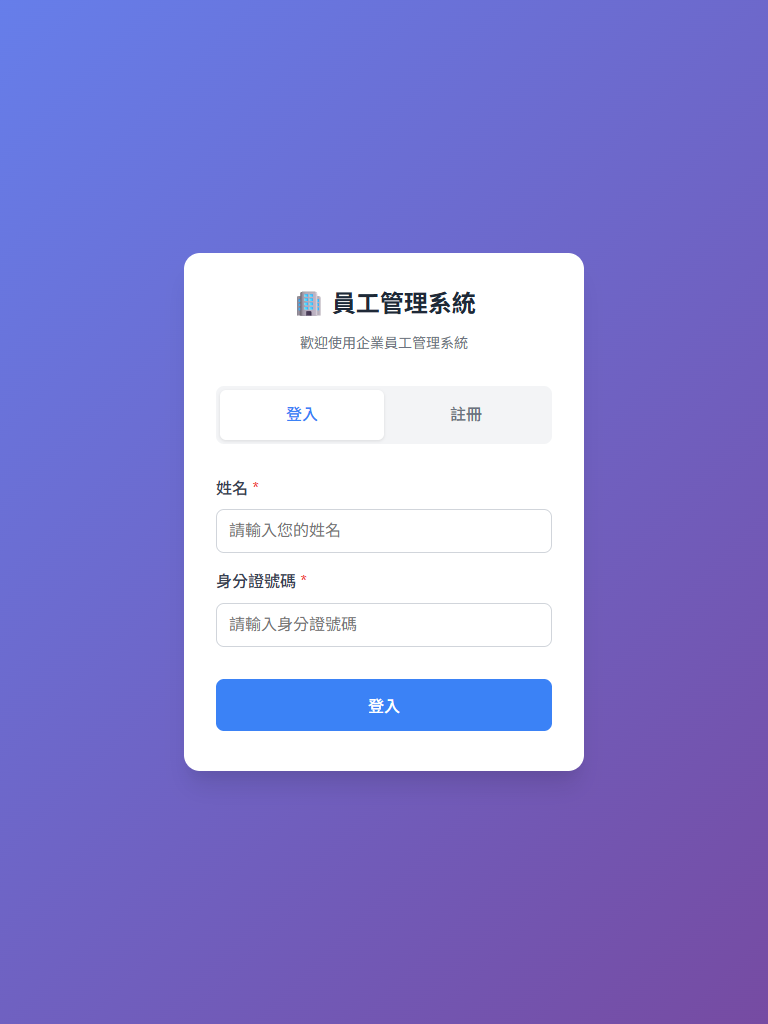 🏢 員工管理系統
歡迎使用企業員工管理系統
登入 註冊
姓名 *
請輸入您的姓名
身分證號碼 *
請輸入身分證號碼
登入